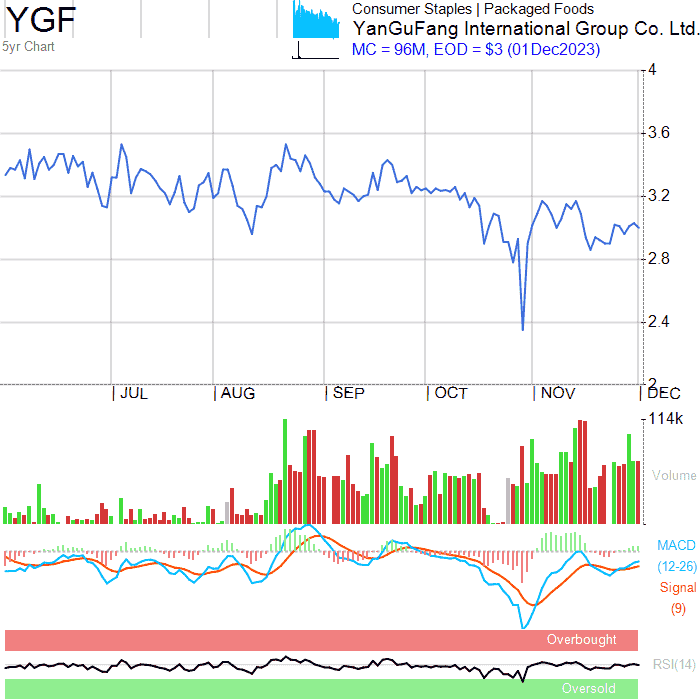 YGF
5yr Chart
Consumer Staples | Packaged Foods
YanGuFang International Group Co. Ltd.
MC = 96M, EOD = $3 (01Dec2023)
4
3.6
3.2
2.8
2.4
2
JUL AUG SEP OCT NOV DEC
114k
Volume
MACD
(12-26)
Signal
(9)
Overbought
RSI(14)
Oversold